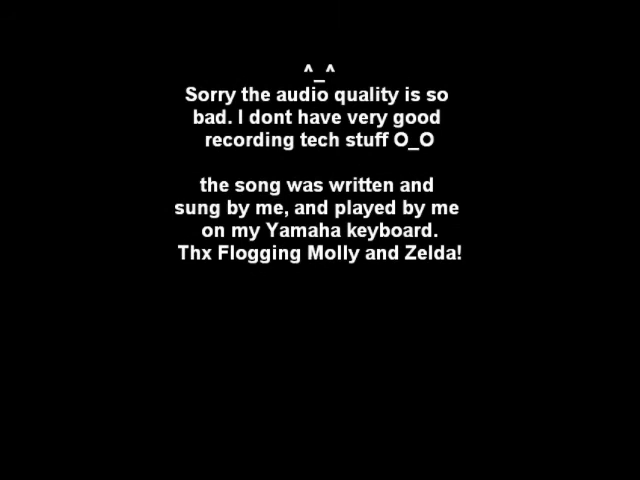 ^_^
Sorry the audio quality is so
bad. I dont have very good
recording tech stuff O_O
the song was written and
sung by me, and played by me
on my Yamaha keyboard.
Thx Flogging Molly and Zelda!